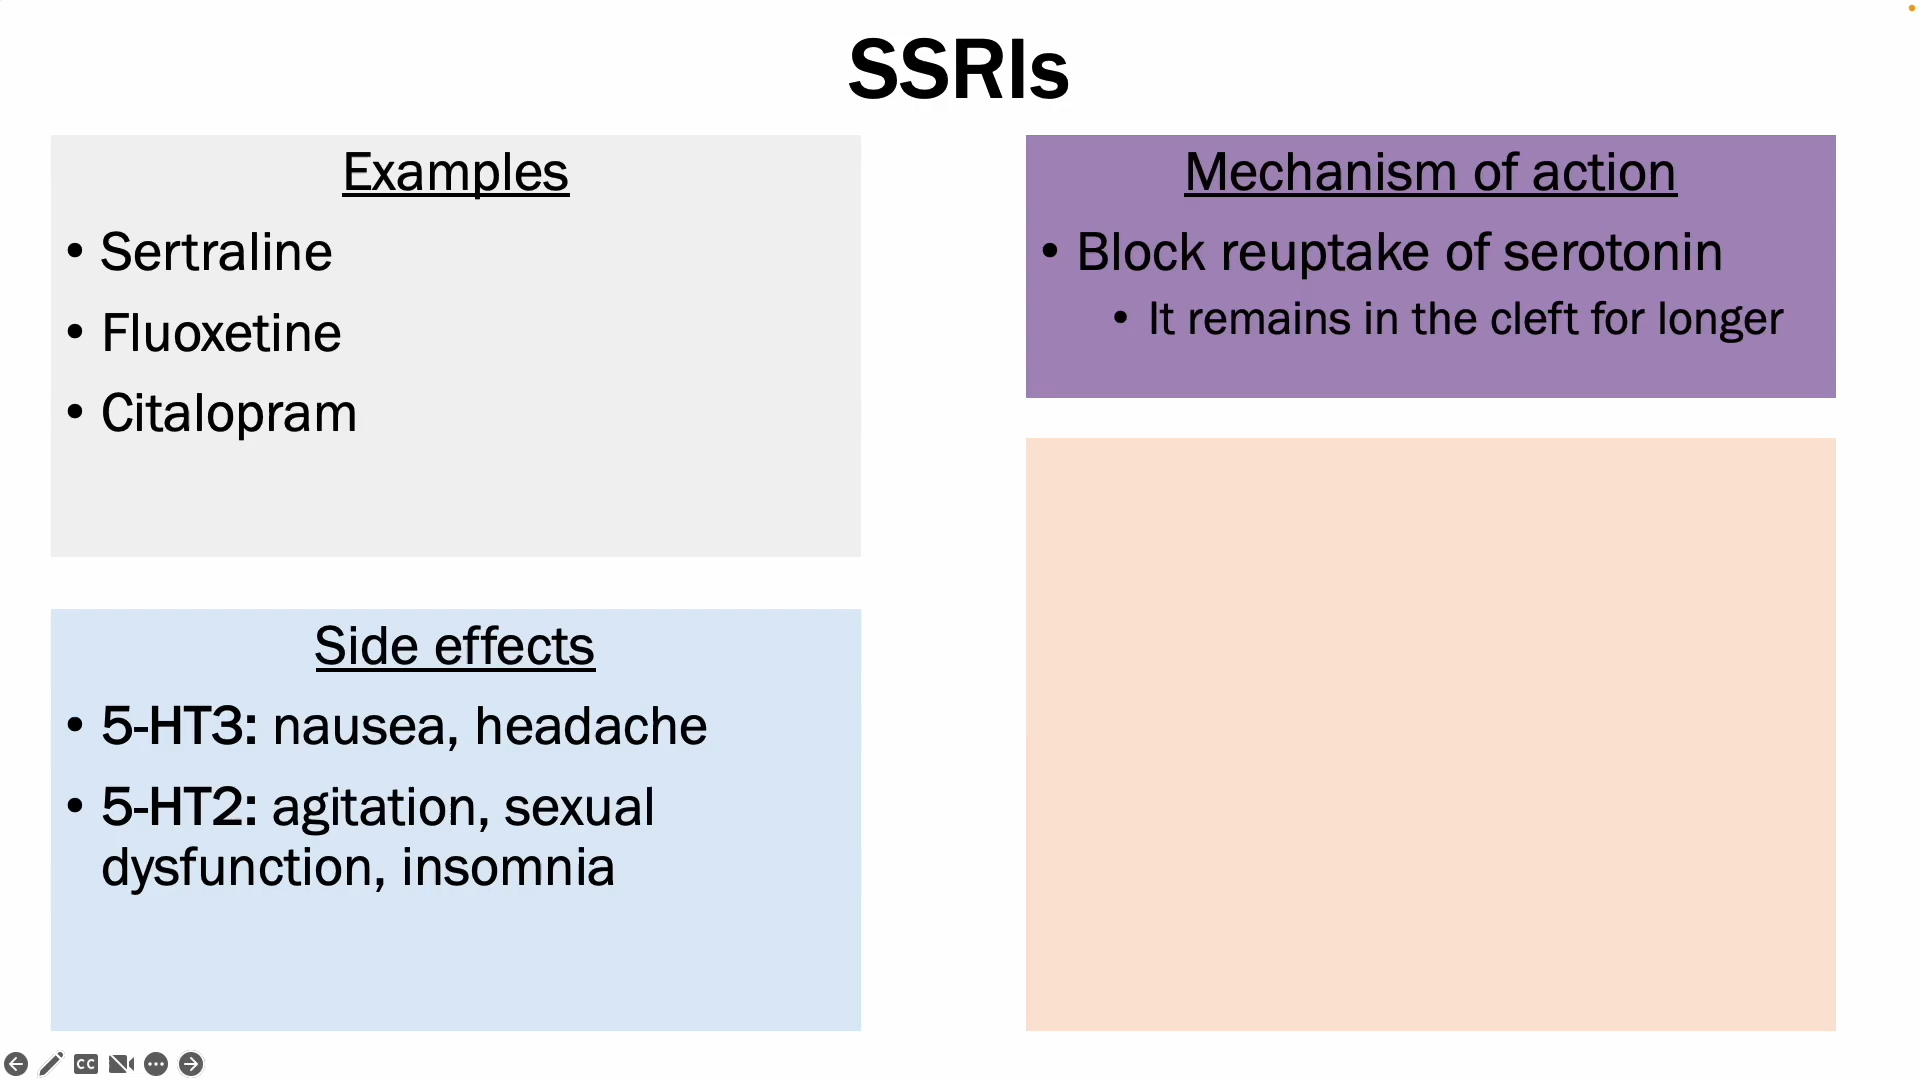 SSRIs
Examples
• Sertraline
• Fluoxetine
• Citalopram
Side effects
• 5-HT3: nausea, headache
• 5-HT2: agitation, sexual
dysfunction, insomnia
Mechanism of action
• Block reuptake of serotonin
• It remains in the cleft for longer
CC